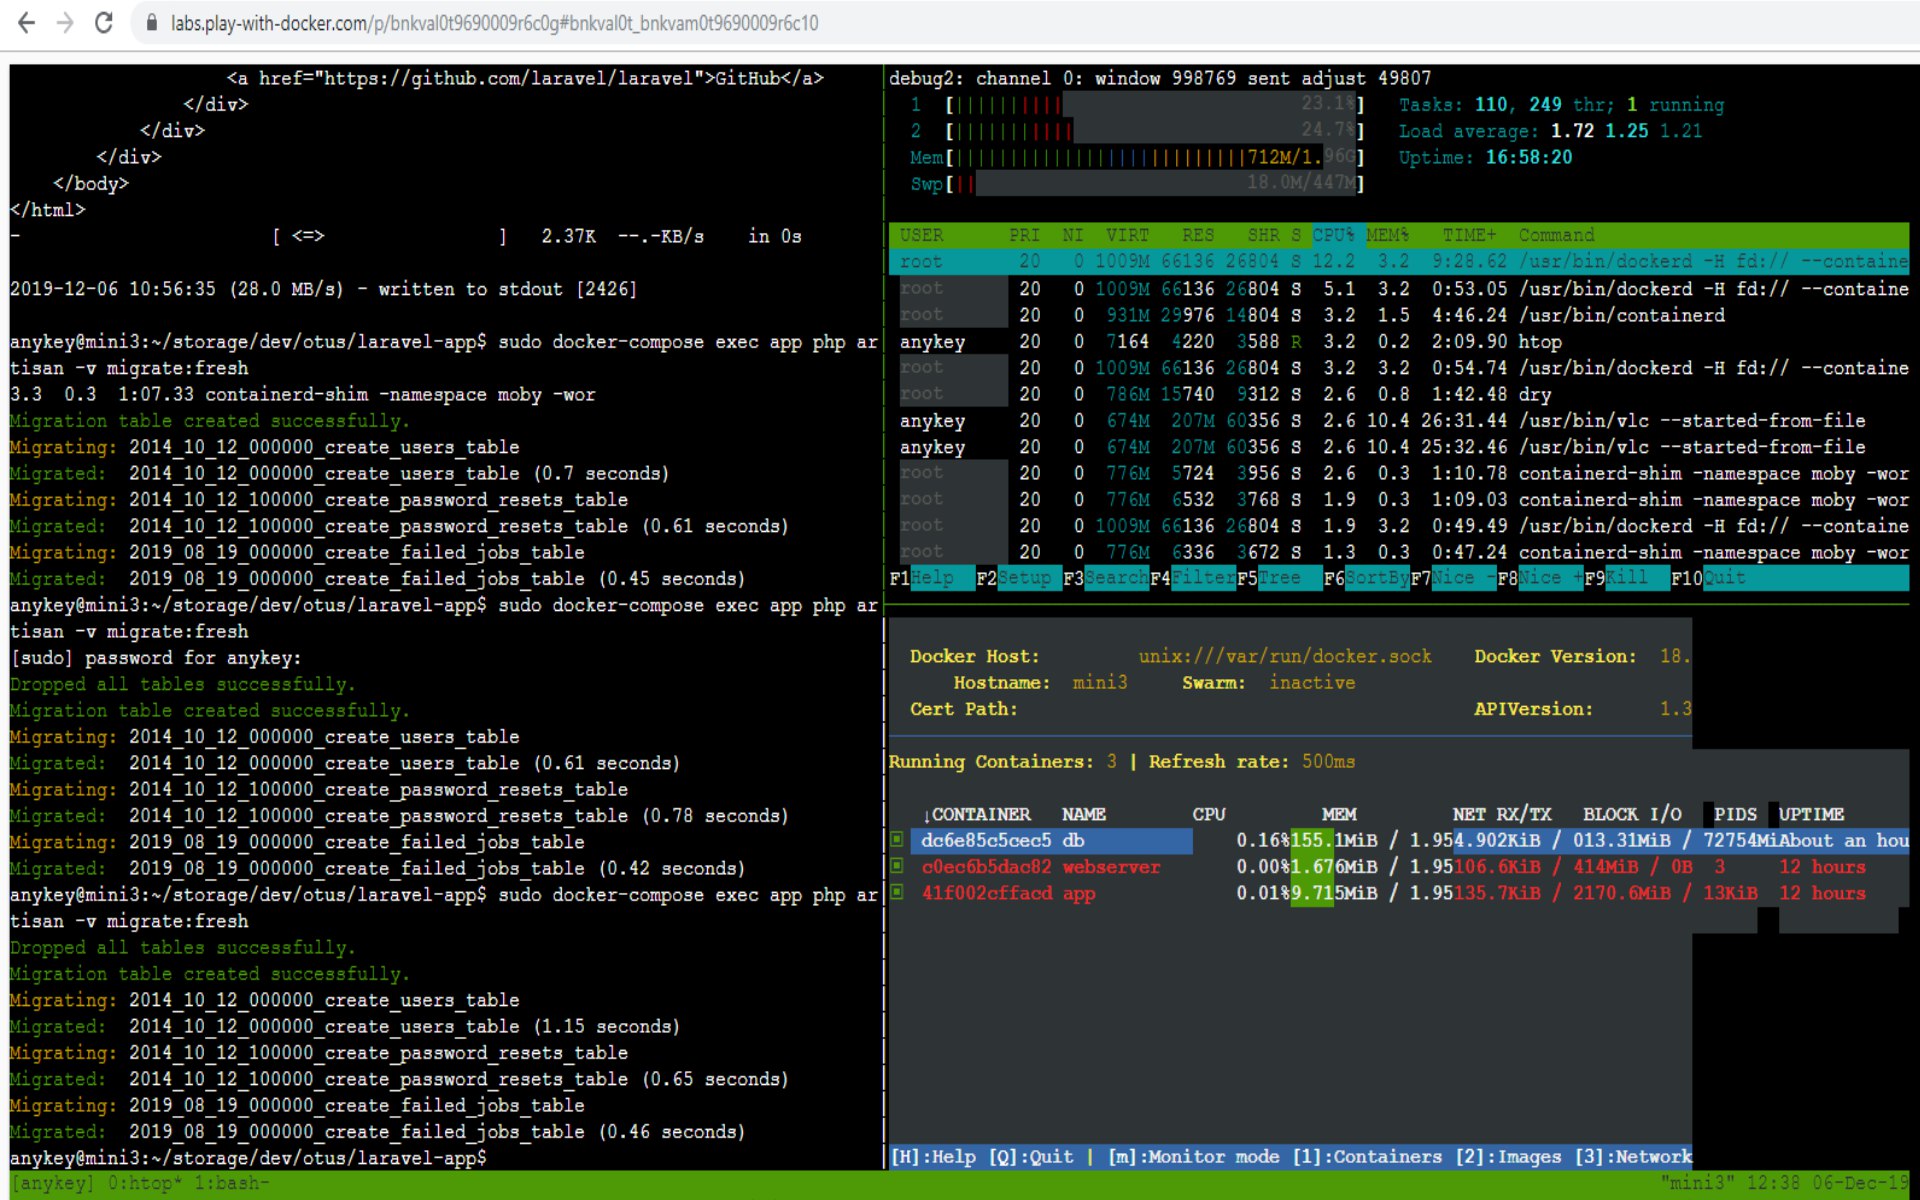 labs.play-with-docker.com/p/bnkval0t9690009r6c0g#bnkval0t_bnkvam0t9690009r6c10
<a href="https://github.com/laravel/laravel">GitHub</a>
</div>
</div>
</div>
</body>
</html>
-                        [ <=>                ]   2.37K  --.-KB/s    in 0s
2019-12-06 10:56:35 (28.0 MB/s) - written to stdout [2426]
anykey@mini3:~/storage/dev/otus/laravel-app$ sudo docker-compose exec app php ar
tisan -v migrate:fresh
3.3  0.3  1:07.33 containerd-shim -namespace moby -wor
Migration table created successfully.
Migrating: 2014_10_12_000000_create_users_table
Migrated:  2014_10_12_000000_create_users_table (0.7 seconds)
Migrating: 2014_10_12_100000_create_password_resets_table
Migrated:  2014_10_12_100000_create_password_resets_table (0.61 seconds)
Migrating: 2019_08_19_000000_create_failed_jobs_table
Migrated:  2019_08_19_000000_create_failed_jobs_table (0.45 seconds)
anykey@mini3:~/storage/dev/otus/laravel-app$ sudo docker-compose exec app php ar
tisan -v migrate:fresh
[sudo] password for anykey:
Dropped all tables successfully.
Migration table created successfully.
Migrating: 2014_10_12_000000_create_users_table
Migrated:  2014_10_12_000000_create_users_table (0.61 seconds)
Migrating: 2014_10_12_100000_create_password_resets_table
Migrated:  2014_10_12_100000_create_password_resets_table (0.78 seconds)
Migrating: 2019_08_19_000000_create_failed_jobs_table
Migrated:  2019_08_19_000000_create_failed_jobs_table (0.42 seconds)
anykey@mini3:~/storage/dev/otus/laravel-app$ sudo docker-compose exec app php ar
tisan -v migrate:fresh
Dropped all tables successfully.
Migration table created successfully.
Migrating: 2014_10_12_000000_create_users_table
Migrated:  2014_10_12_000000_create_users_table (1.15 seconds)
Migrating: 2014_10_12_100000_create_password_resets_table
Migrated:  2014_10_12_100000_create_password_resets_table (0.65 seconds)
Migrating: 2019_08_19_000000_create_failed_jobs_table
Migrated:  2019_08_19_000000_create_failed_jobs_table (0.46 seconds)
anykey@mini3:~/storage/dev/otus/laravel-app$
debug2: channel 0: window 998769 sent adjust 49807
1  [||||||||||                      23.1%]   Tasks: 110, 249 thr; 1 running
2  [|||||||||||                     24.7%]   Load average: 1.72 1.25 1.21
Mem[|||||||||||||||||||||||||||712M/1.96G]   Uptime: 16:58:20
Swp[||                         18.0M/447M]
USER      PRI  NI  VIRT   RES   SHR S CPU% MEM%   TIME+  Command
root       20   0 1009M 66136 26804 S 12.2  3.2  9:28.62 /usr/bin/dockerd -H fd:// --containe
root       20   0 1009M 66136 26804 S  5.1  3.2  0:53.05 /usr/bin/dockerd -H fd:// --containe
root       20   0  931M 29976 14804 S  3.2  1.5  4:46.24 /usr/bin/containerd
anykey     20   0  7164  4220  3588 R  3.2  0.2  2:09.90 htop
root       20   0 1009M 66136 26804 S  3.2  3.2  0:54.74 /usr/bin/dockerd -H fd:// --containe
root       20   0  786M 15740  9312 S  2.6  0.8  1:42.48 dry
anykey     20   0  674M  207M 60356 S  2.6 10.4 26:31.44 /usr/bin/vlc --started-from-file
anykey     20   0  674M  207M 60356 S  2.6 10.4 25:32.46 /usr/bin/vlc --started-from-file
root       20   0  776M  5724  3956 S  2.6  0.3  1:10.78 containerd-shim -namespace moby -wor
root       20   0  776M  6532  3768 S  1.9  0.3  1:09.03 containerd-shim -namespace moby -wor
root       20   0 1009M 66136 26804 S  1.9  3.2  0:49.49 /usr/bin/dockerd -H fd:// --containe
root       20   0  776M  6336  3672 S  1.3  0.3  0:47.24 containerd-shim -namespace moby -wor
F1Help  F2Setup F3SearchF4FilterF5Tree  F6SortByF7Nice -F8Nice +F9Kill  F10Quit
Docker Host:         unix:///var/run/docker.sock    Docker Version:  18.
Hostname:  mini3     Swarm:  inactive
Cert Path:                                          APIVersion:      1.3
Running Containers: 3 | Refresh rate: 500ms
↓CONTAINER   NAME        CPU         MEM         NET RX/TX   BLOCK I/O   PIDS  UPTIME
dc6e85c5cec5 db              0.16%155.1MiB / 1.954.902KiB / 013.31MiB / 72754MiAbout an hou
c0ec6b5dac82 webserver       0.00%1.676MiB / 1.95106.6KiB / 414MiB / 0B  3     12 hours
41f002cffacd app             0.01%9.715MiB / 1.95135.7KiB / 2170.6MiB / 13KiB  12 hours
[H]:Help [Q]:Quit | [m]:Monitor mode [1]:Containers [2]:Images [3]:Network
[anykey] 0:htop* 1:bash-    "mini3" 12:38 06-Dec-19